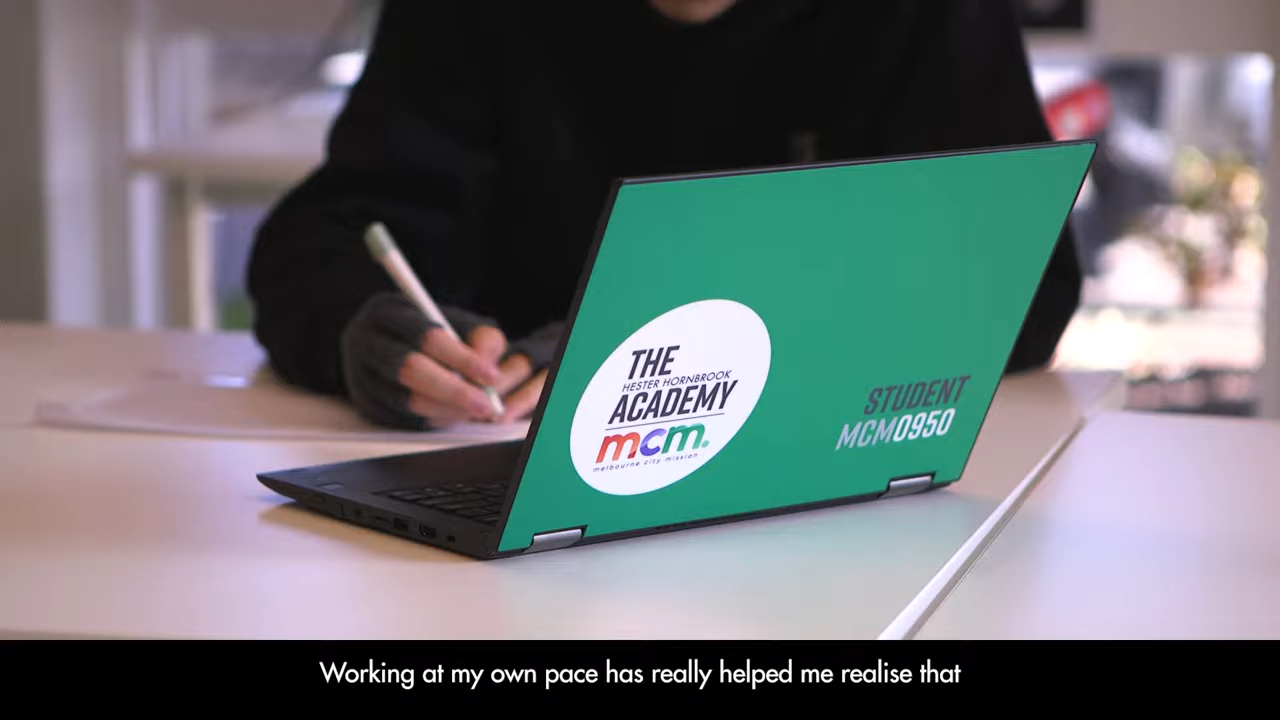 THE
HESTER HORNBROOK
ACADEMY
mcm.
melbourne city mission
STUDENT
MCM0950
Working at my own pace has really helped me realise that